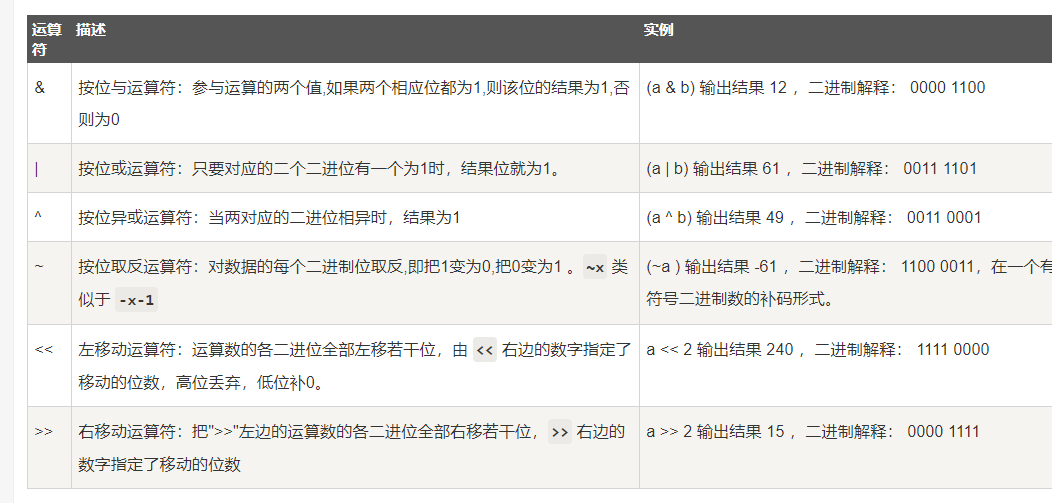 运算符 描述 实例
& 按位与运算符：参与运算的两个值,如果两个相应位都为1,则该位的结果为1,否 (a & b) 输出结果 12 ，二进制解释： 0000 1100
则为0
| 按位或运算符：只要对应的二个二进位有一个为1时，结果位就为1。 (a | b) 输出结果 61 ，二进制解释： 0011 1101
^ 按位异或运算符：当两对应的二进位相异时，结果为1 (a ^ b) 输出结果 49 ，二进制解释： 0011 0001
~ 按位取反运算符：对数据的每个二进制位取反,即把1变为0,把0变为1 。~x 类 (~a ) 输出结果 -61 ，二进制解释： 1100 0011，在一个有
似于 -x-1 符号二进制数的补码形式。
<< 左移动运算符：运算数的各二进位全部左移若干位，由 << 右边的数字指定了 a << 2 输出结果 240 ，二进制解释： 1111 0000
移动的位数，高位丢弃，低位补0。
>> 右移动运算符：把">>"左边的运算数的各二进位全部右移若干位，>> 右边的 a >> 2 输出结果 15 ，二进制解释： 0000 1111
数字指定了移动的位数